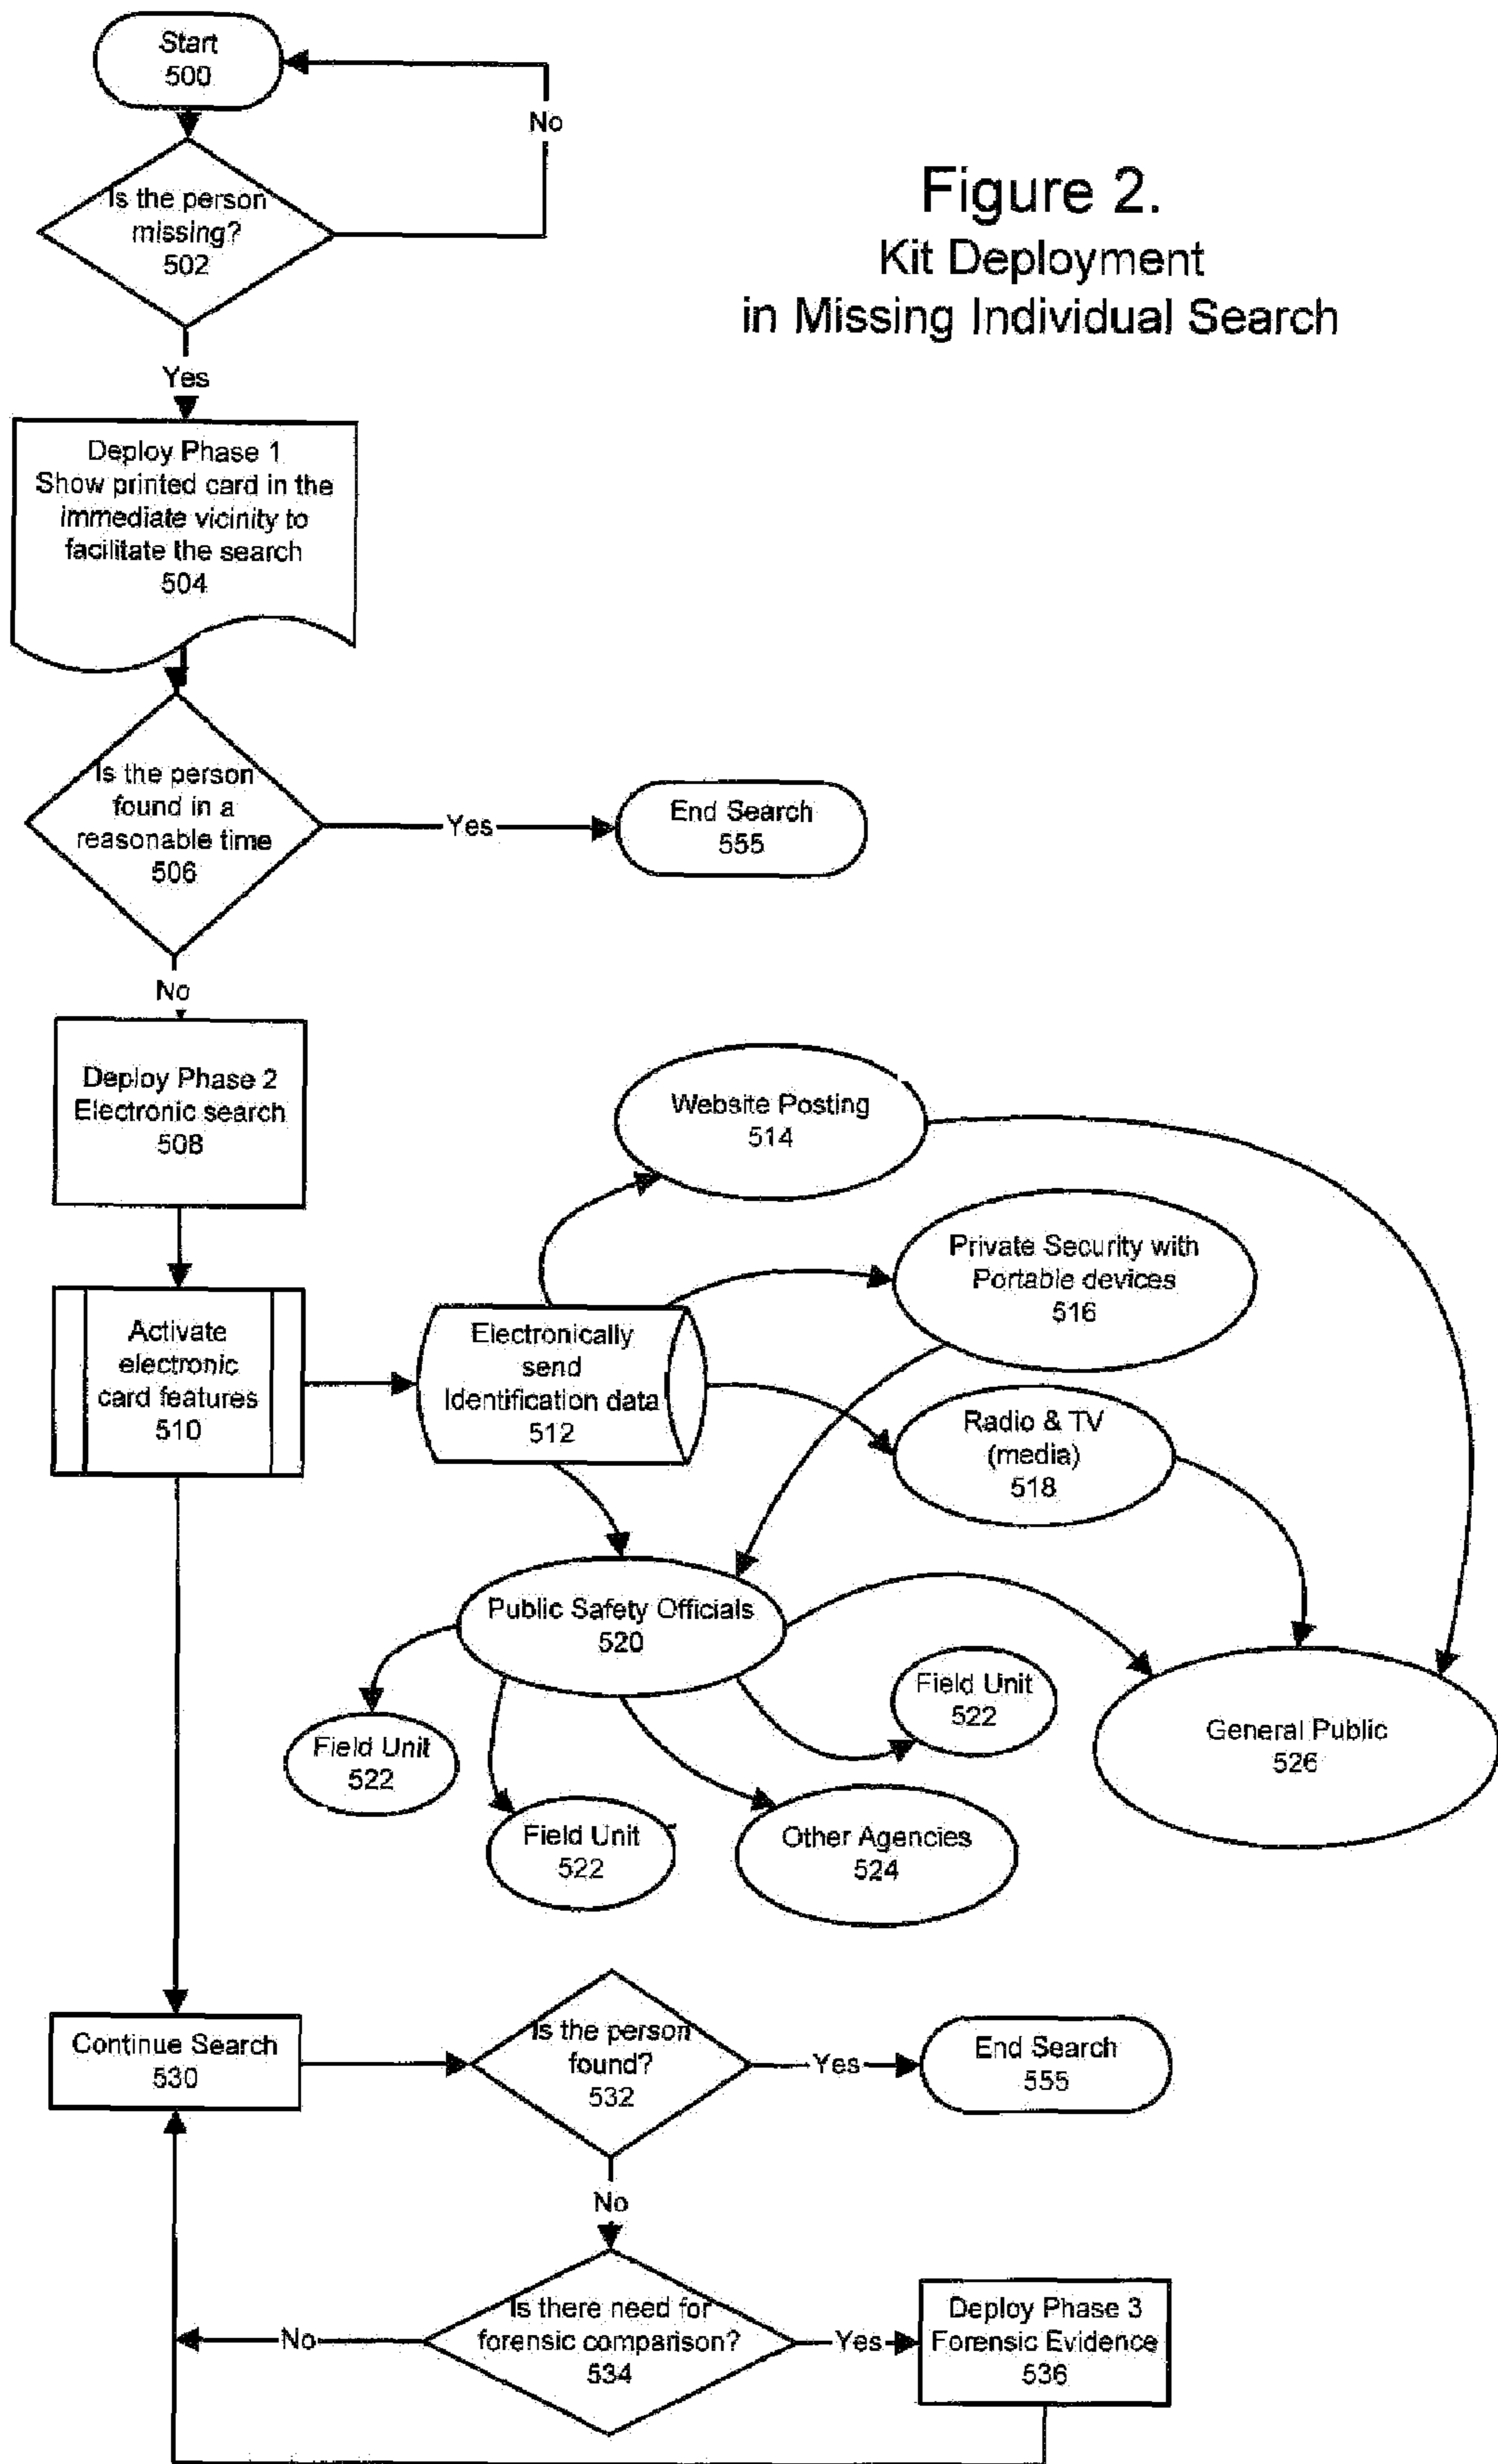 Start
500
No
Figure 2.
Kit Deployment
in Missing Individual Search
Is the person
missing?
502
Yes
Deploy Phase 1
Show printed card in the
immediate vicinity to
facilitate the search
504
Is the person
found in a
reasonable time
506
Yes
End Search
555
No
Deploy Phase 2
Electronic search
508
Website Posting
514
Private Security with
Portable devices
516
Activate
electronic
card features
510
Electronically
send
Identification data
512
Radio & TV
(media)
518
Public Safety Officials
520
Field Unit
522
Field Unit
522
General Public
526
Field Unit
522
Other Agencies
524
Continue Search
530
Is the person
found?
532
Yes
End Search
555
No
Is there need for
forensic comparison?
534
No
Yes
Deploy Phase 3
Forensic Evidence
536